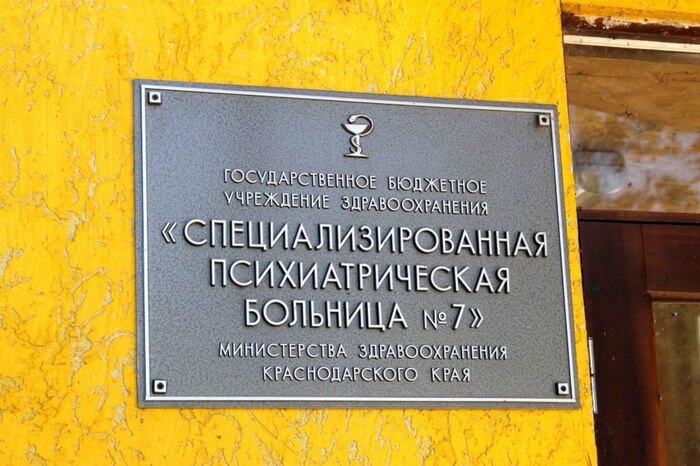 ГОСУДАРСТВЕННОЕ БЮДЖЕТНОЕ
УЧРЕЖДЕНИЕ ЗДРАВООХРАНЕНИЯ
«СПЕЦИАЛИЗИРОВАННАЯ
ПСИХИАТРИЧЕСКАЯ
БОЛЬНИЦА №7»
МИНИСТЕРСТВА ЗДРАВООХРАНЕНИЯ
КРАСНОДАРСКОГО КРАЯ